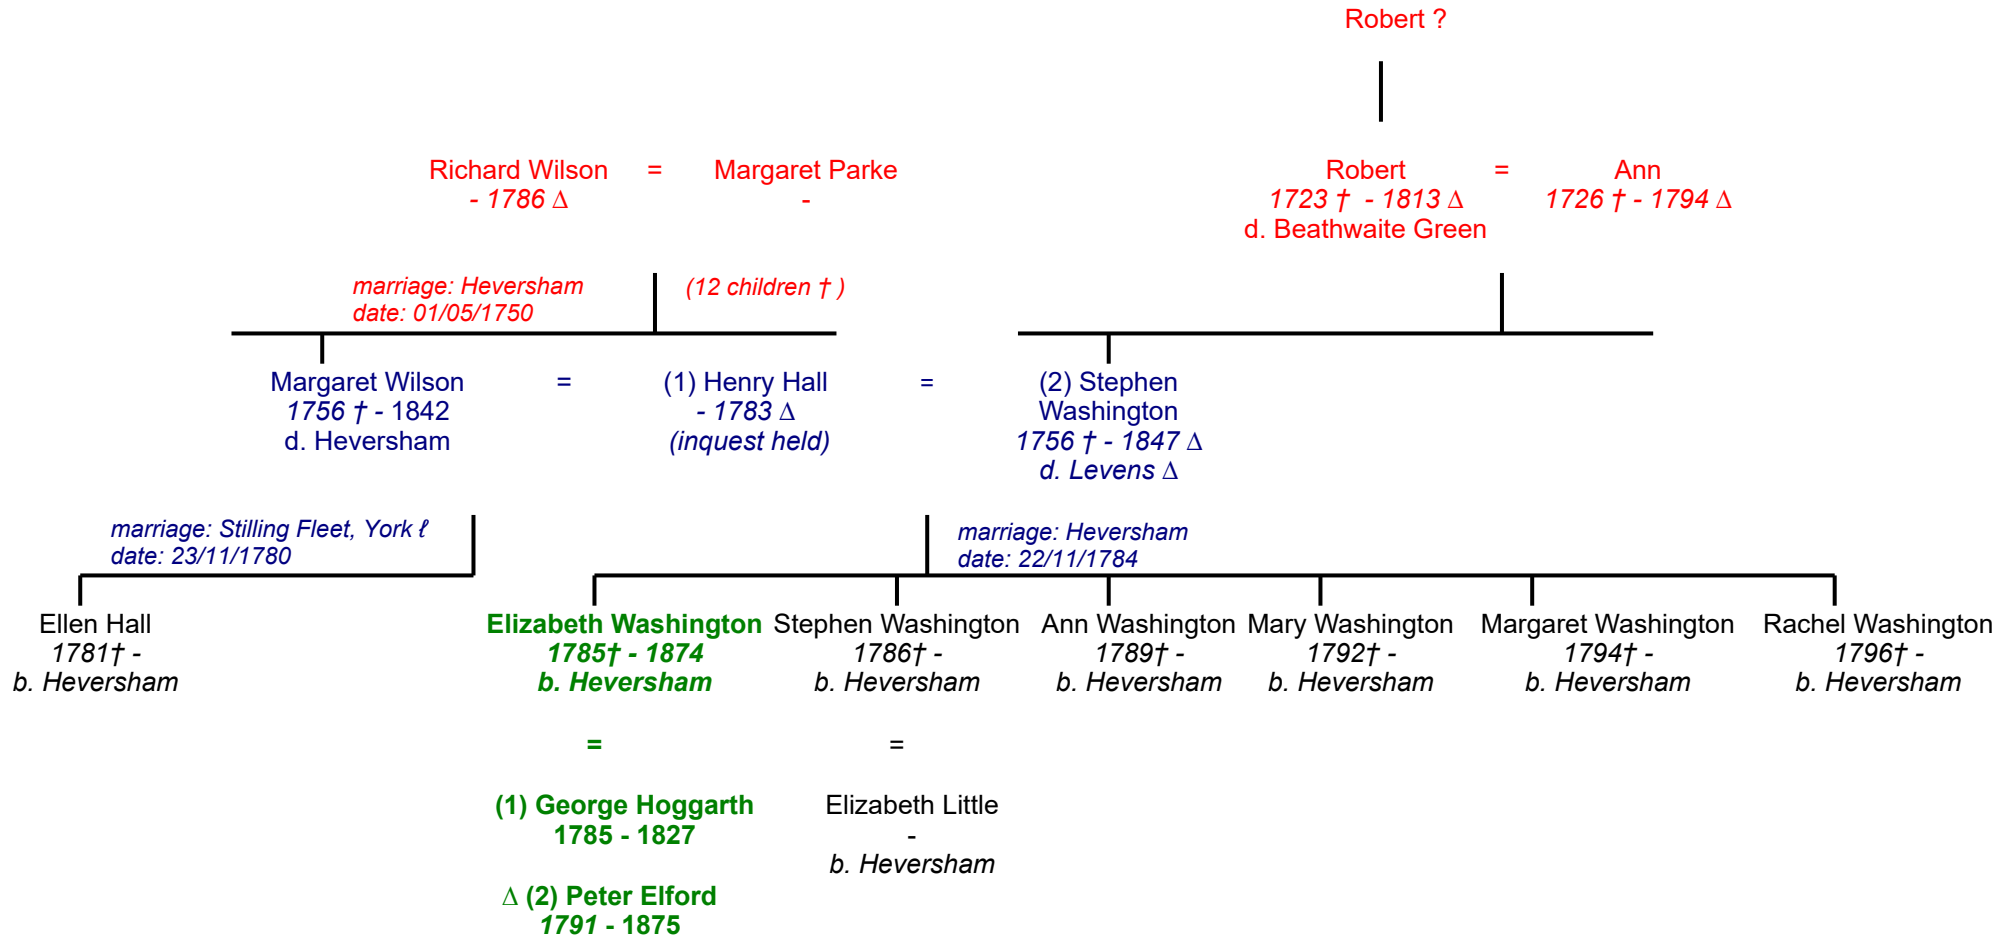 Robert ?
Richard Wilson = Margaret Parke
- 1786 Δ -
Robert = Ann
1723 † - 1813 Δ 1726 † - 1794 Δ
d. Beathwaite Green
marriage: Heversham
date: 01/05/1750
(12 children † )
Margaret Wilson = (1) Henry Hall = (2) Stephen
Washington
1756 † - 1842
d. Heversham
- 1783 Δ
(inquest held)
1756 † - 1847 Δ
d. Levens Δ
marriage: Stilling Fleet, York ℓ
date: 23/11/1780
marriage: Heversham
date: 22/11/1784
Ellen Hall
1781† -
b. Heversham
Elizabeth Washington
1785† - 1874
b. Heversham
=
(1) George Hoggarth
1785 - 1827
Δ (2) Peter Elford
1791 - 1875
Stephen Washington
1786† -
b. Heversham
=
Elizabeth Little
-
b. Heversham
Ann Washington
1789† -
b. Heversham
Mary Washington
1792† -
b. Heversham
Margaret Washington
1794† -
b. Heversham
Rachel Washington
1796† -
b. Heversham